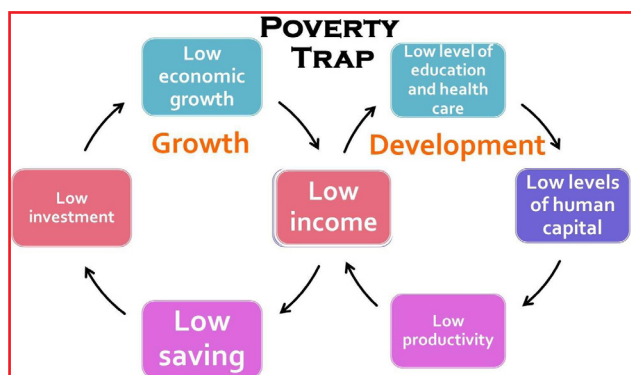 POVERTY
TRAP
Low
economic
growth
Low level of
education
and health
care
Growth
Development
Low
investment
Low
income
Low levels
of human
capital
Low
saving
Low
productivity